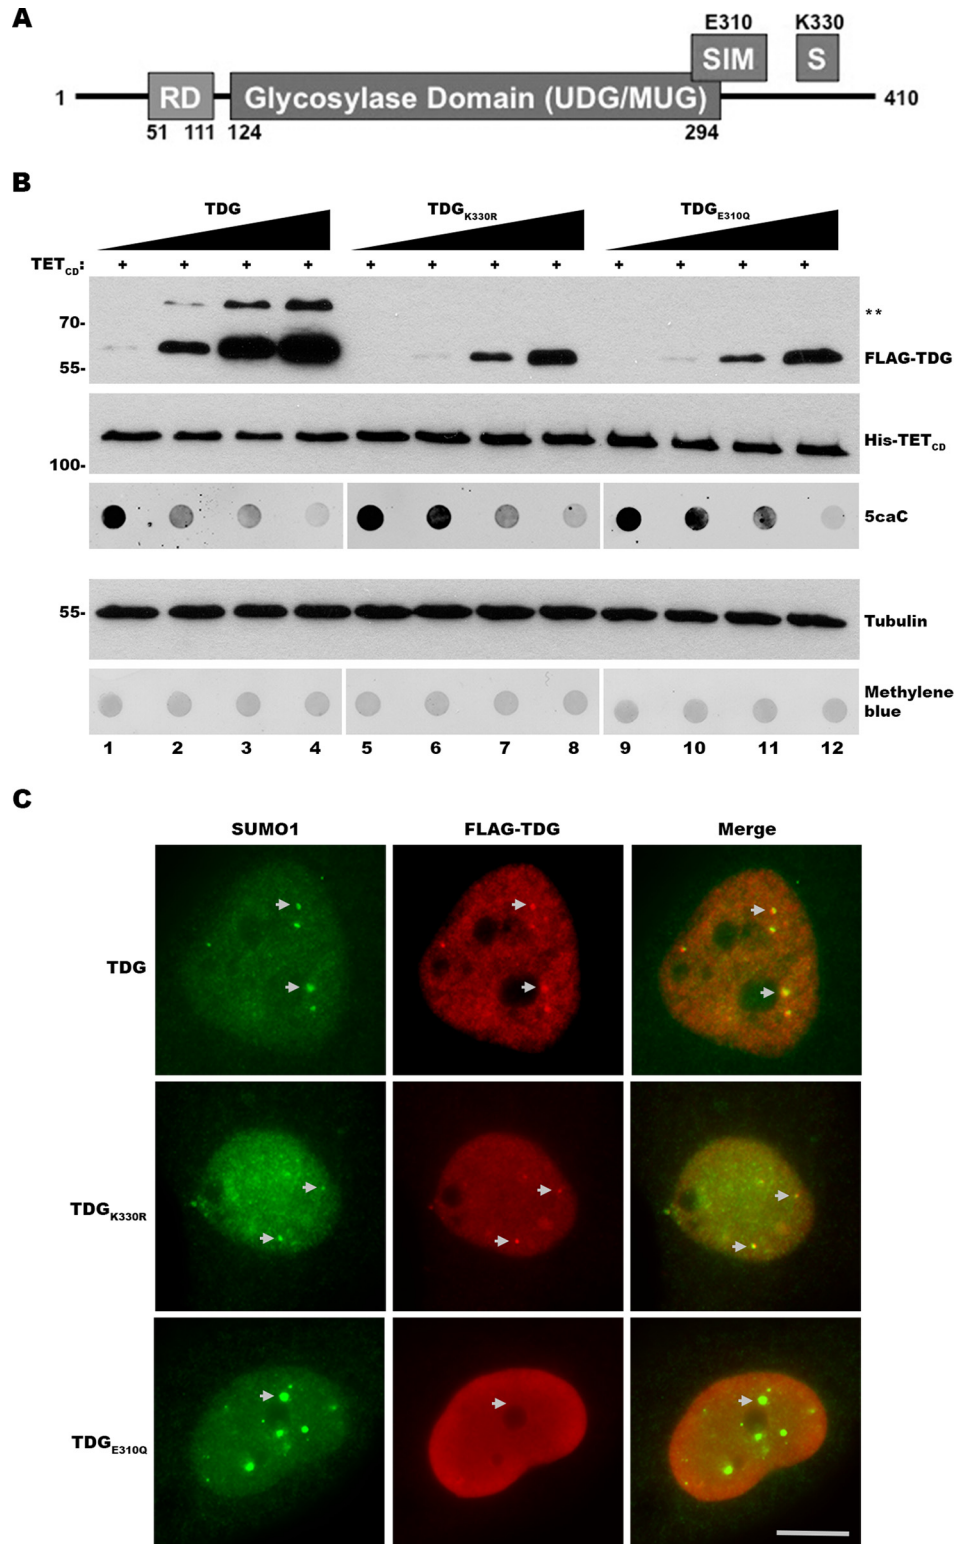 A
E310 K330
SIM S
1 RD Glycosylase Domain (UDG/MUG) 410
51 111 124 294
B
TDG TDGK330R TDGE310Q
TETCD: + + + + + + + + + + + +
**
70-
FLAG-TDG
55-
His-TETCD
100-
5caC
55-
Tubulin
Methylene
blue
1 2 3 4 5 6 7 8 9 10 11 12
C
SUMO1 FLAG-TDG Merge
TDG
TDGK330R
TDGE310Q